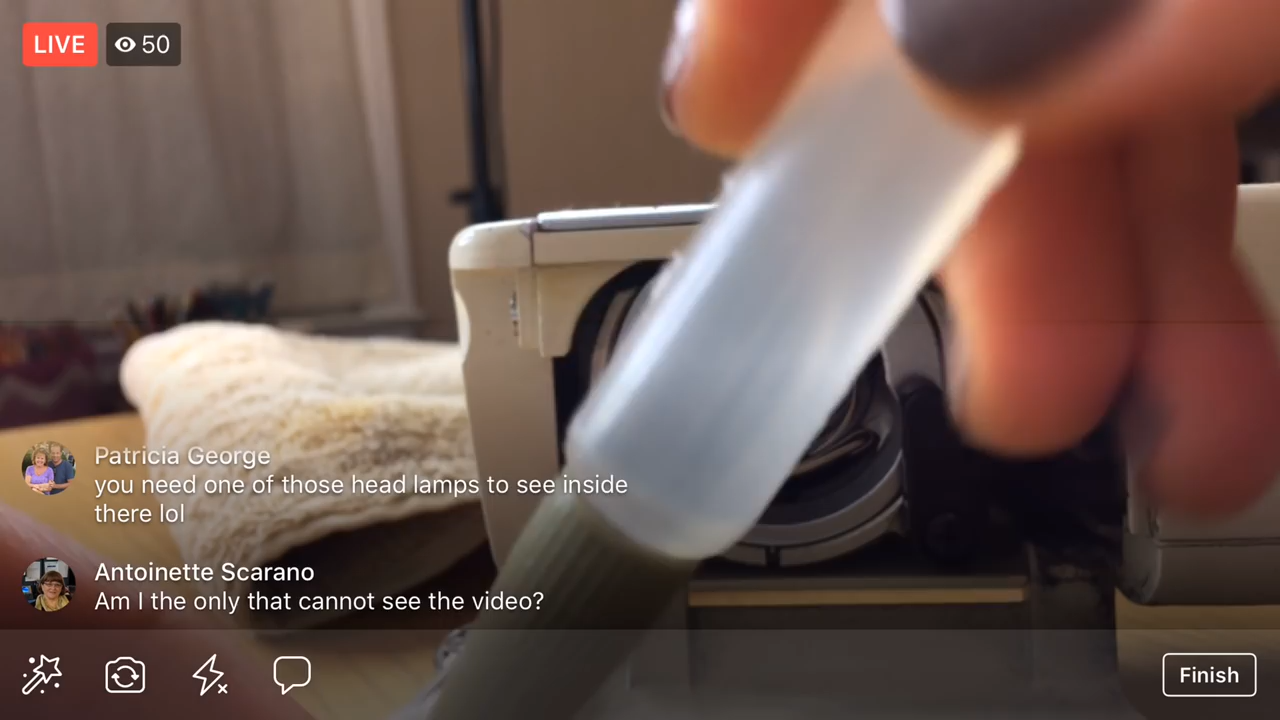 LIVE
50
Patricia George
you need one of those head lamps to see inside
there lol
Antoinette Scarano
Am I the only that cannot see the video?
Finish